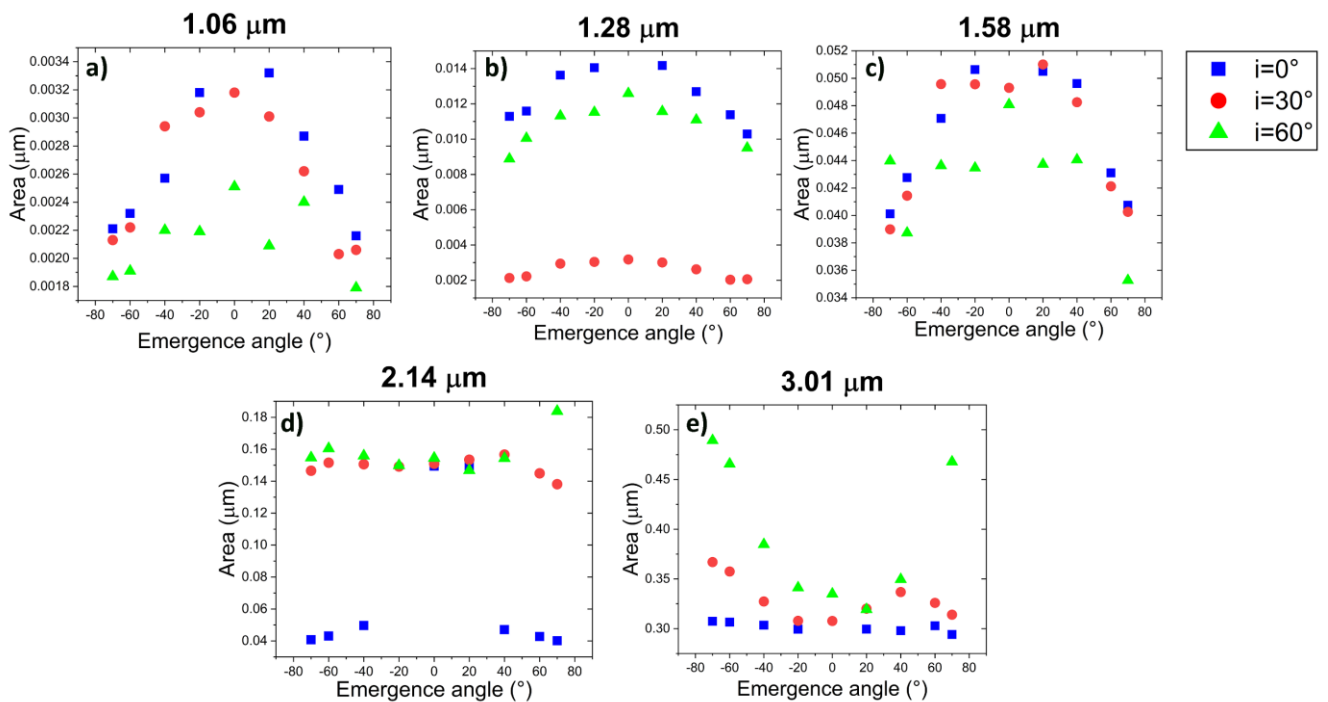 1.06 μm
1.28 μm
1.58 μm
a)
b)
c)
i=0°
i=30°
i=60°
Area (μm)
0.0034
0.0032
0.0030
0.0028
0.0026
0.0024
0.0022
0.0020
0.0018
-80 -60 -40 -20 0 20 40 60 80
Emergence angle (°)
Area (μm)
0.014
0.012
0.010
0.008
0.006
0.004
0.002
-80 -60 -40 -20 0 20 40 60 80
Emergence angle (°)
Area (μm)
0.052
0.050
0.048
0.046
0.044
0.042
0.040
0.038
0.036
0.034
-80 -60 -40 -20 0 20 40 60 80
Emergence angle (°)
2.14 μm
3.01 μm
d)
e)
Area (μm)
0.18
0.16
0.14
0.12
0.10
0.08
0.06
0.04
-80 -60 -40 -20 0 20 40 60 80
Emergence angle (°)
Area (μm)
0.50
0.45
0.40
0.35
0.30
-80 -60 -40 -20 0 20 40 60 80
Emergence angle (°)